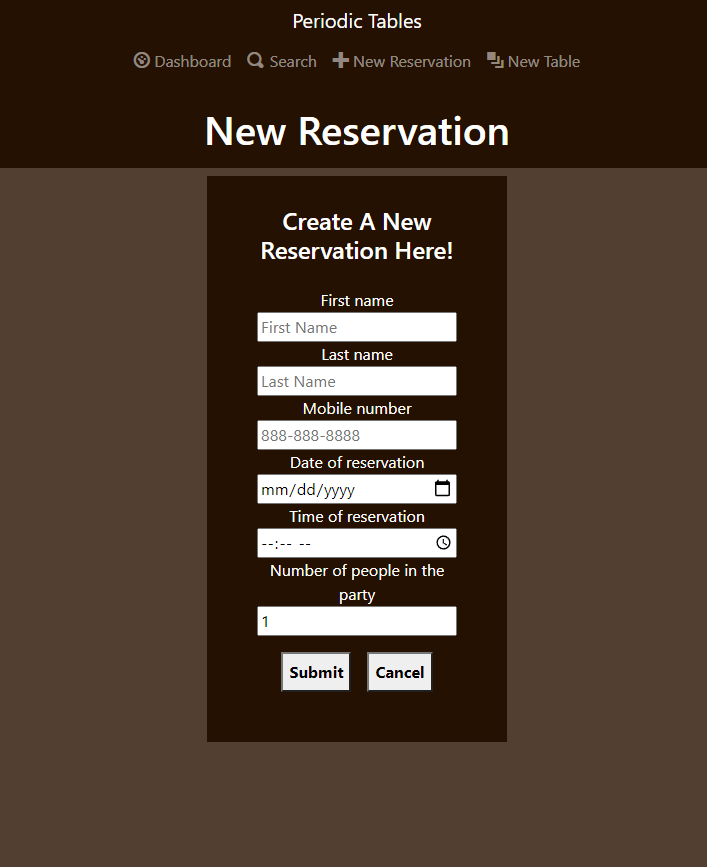 Periodic Tables
Dashboard Search New Reservation New Table
New Reservation
Create A New
Reservation Here!
First name
First Name
Last name
Last Name
Mobile number
888-888-8888
Date of reservation
mm/dd/yyyy
Time of reservation
--:-- --
Number of people in the
party
1
Submit Cancel